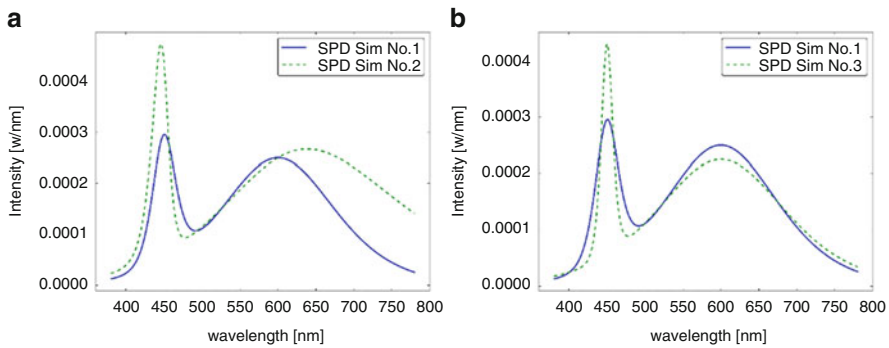 a
SPD Sim No.1
SPD Sim No.2
0.0004
0.0003
0.0002
0.0001
0.0000
Intensity [w/nm]
400 450 500 550 600 650 700 750 800
wavelength [nm]
b
SPD Sim No.1
SPD Sim No.3
0.0004
0.0003
0.0002
0.0001
0.0000
Intensity [w/nm]
400 450 500 550 600 650 700 750 800
wavelength [nm]